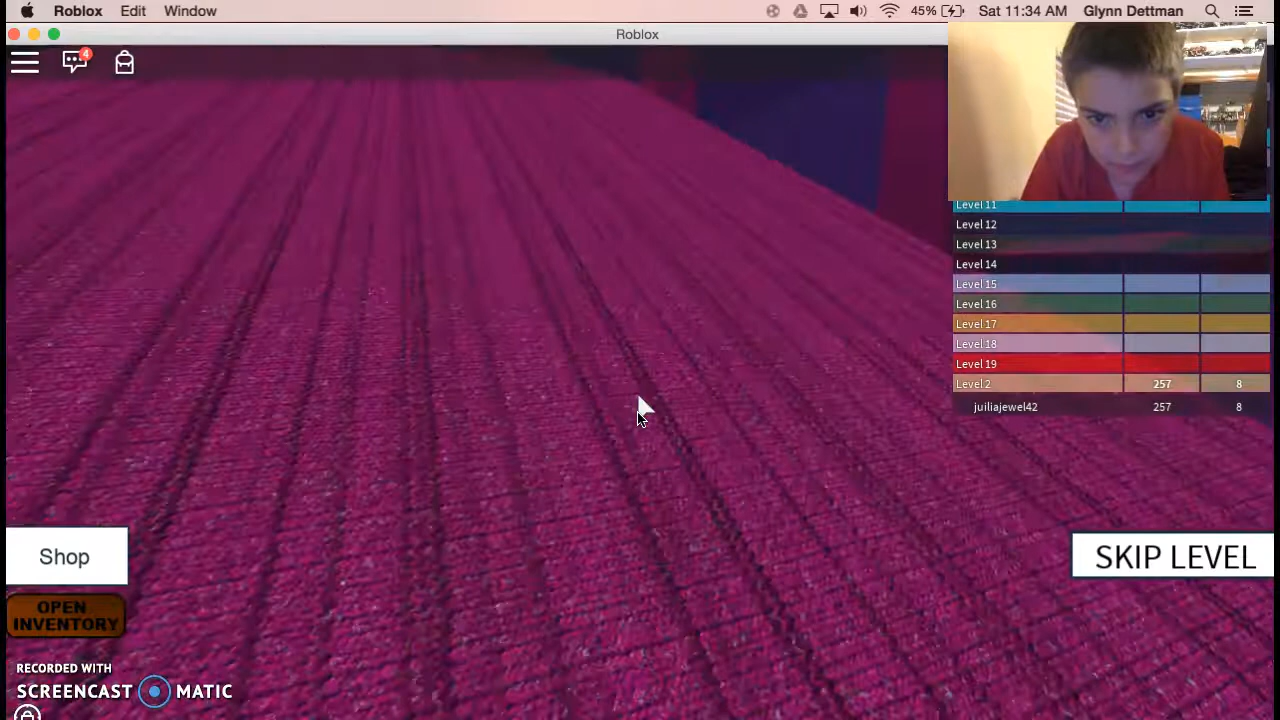 Roblox Edit Window 45% Sat 11:34 AM Glynn Dettman
Roblox
4
Level 11
Level 12
Level 13
Level 14
Level 15
Level 16
Level 17
Level 18
Level 19
Level 2 257 8
juiliajewel42 257 8
Shop
SKIP LEVEL
OPEN
INVENTORY
RECORDED WITH
SCREENCAST MATIC